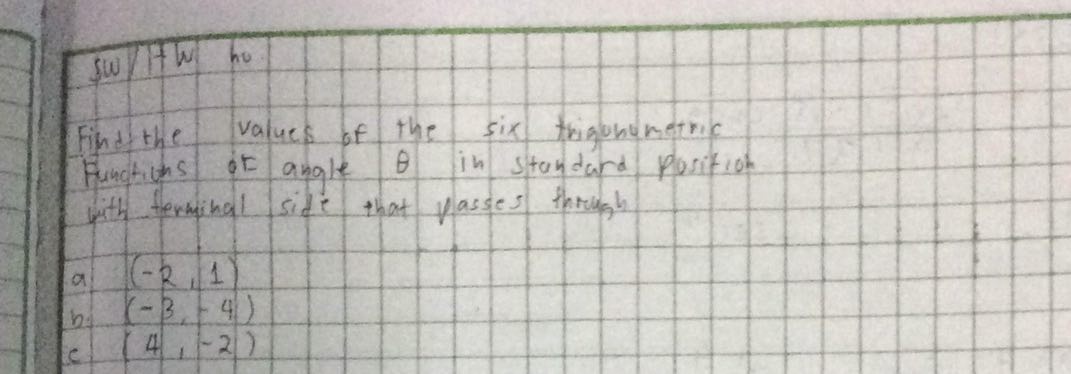 SW/HW no
Find the values of the six trigonometric
Functions of angle θ in standard position
with terminal side that passes through
a (-2, 1)
b. (-3, -4)
c (4, -2)